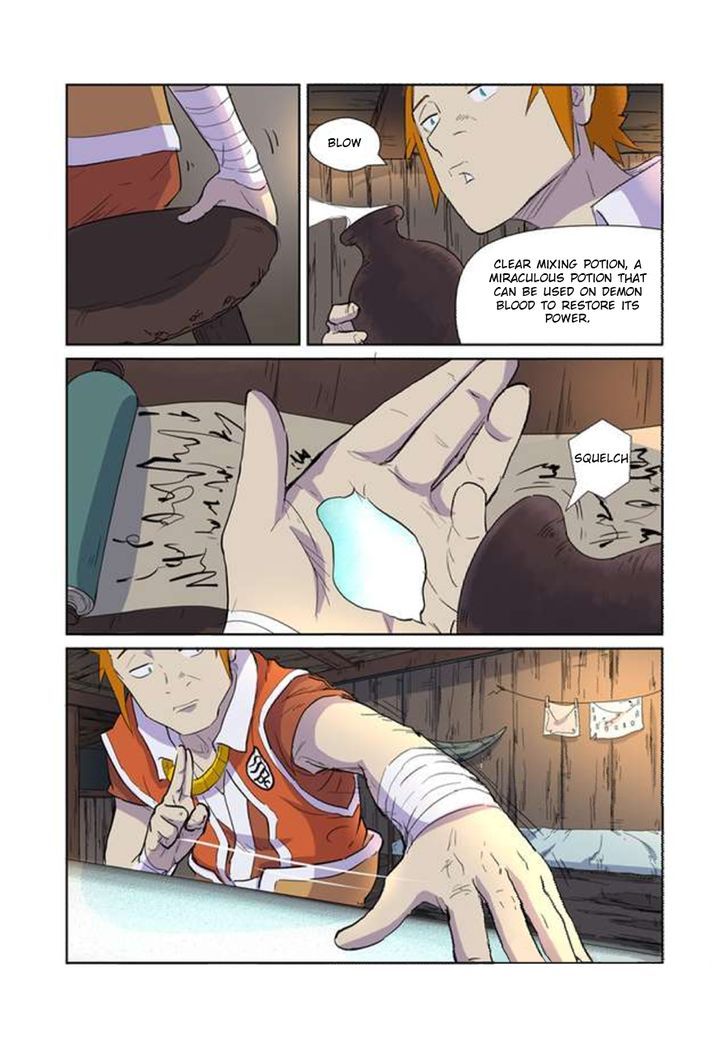 BLOW
CLEAR MIXING POTION, A
MIRACULOUS POTION THAT
CAN BE USED ON DEMON
BLOOD TO RESTORE ITS
POWER.
SQUELCH